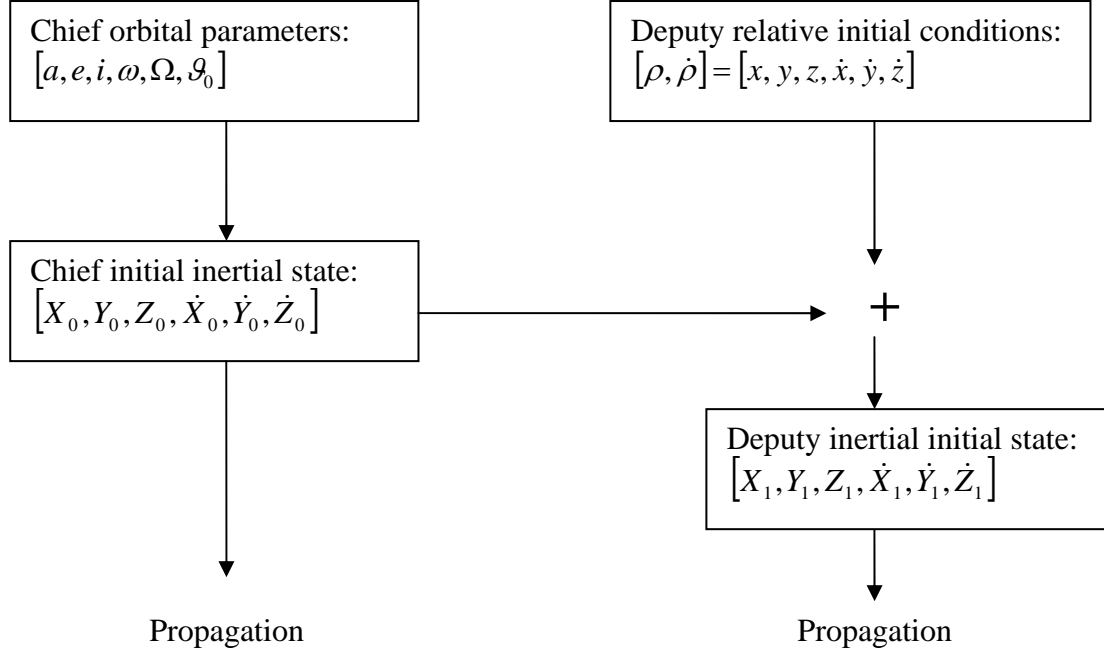 Chief orbital parameters:
[a, e, i, ω, Ω, ϑ₀]
Deputy relative initial conditions:
[ρ, ρ̇] = [x, y, z, ẋ, ẏ, ż]
Chief initial inertial state:
[X₀, Y₀, Z₀, Ẋ₀, Ẏ₀, Ż₀]
+
Deputy inertial initial state:
[X₁, Y₁, Z₁, Ẋ₁, Ẏ₁, Ż₁]
Propagation
Propagation